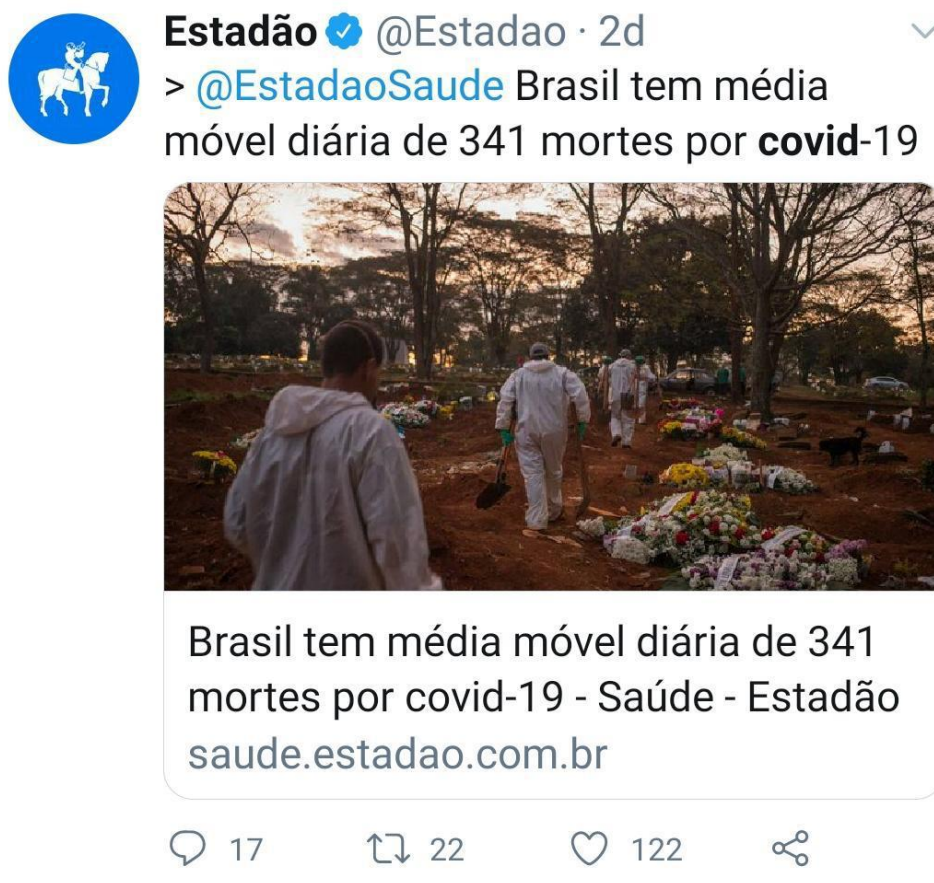 Estadão @Estadao · 2d
> @EstadaoSaude Brasil tem média
móvel diária de 341 mortes por covid-19
Brasil tem média móvel diária de 341
mortes por covid-19 - Saúde - Estadão
saude.estadao.com.br
17 22 122